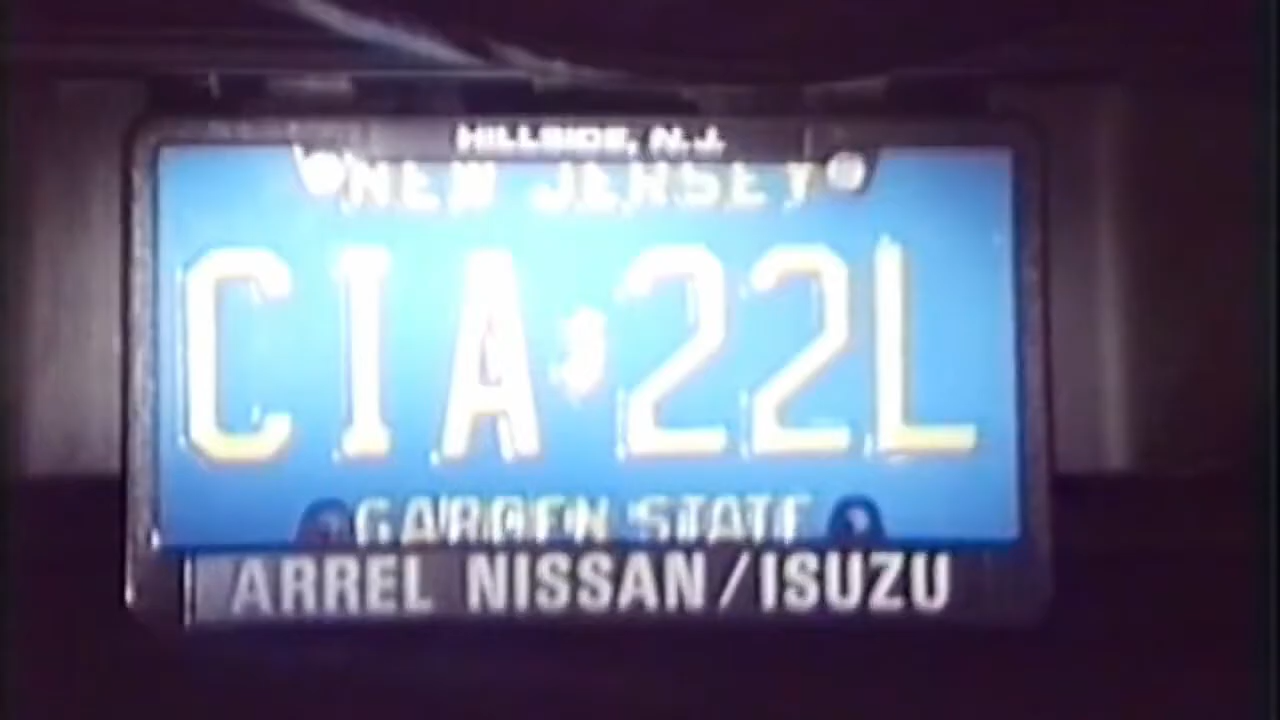 HILLSIDE, N.J.
NEW JERSEY
CIA 22L
GARDEN STATE
ARREL NISSAN/ISUZU